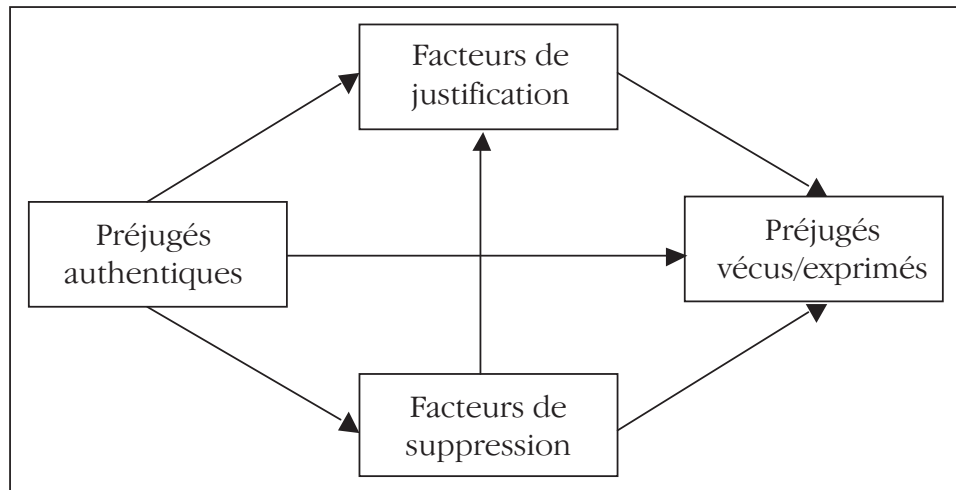 Facteurs de
justification
Préjugés
authentiques
Préjugés
vécus/exprimés
Facteurs de
suppression